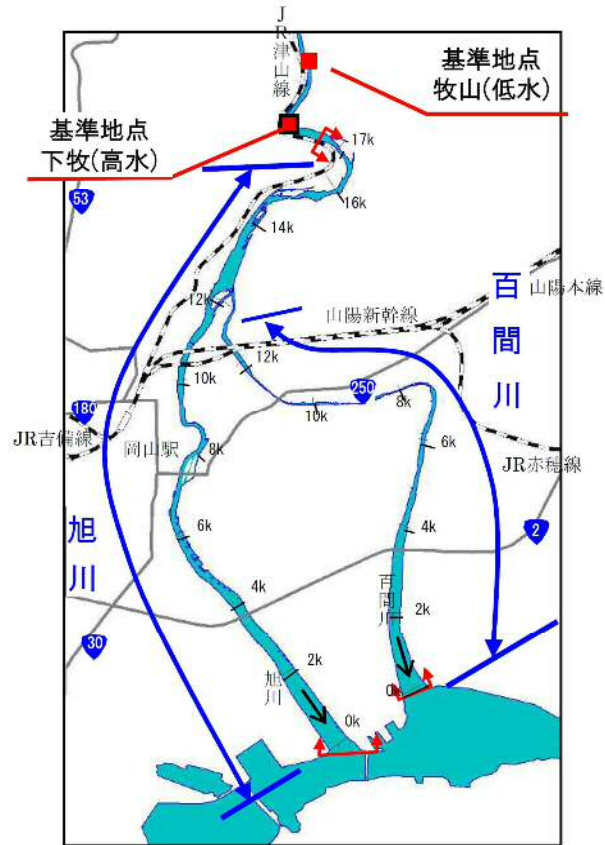 JR津山線
基準地点
牧山(低水)
基準地点
下牧(高水)
17k
16k
53
14k
百間川
山陽本線
山陽新幹線
12k
12k
10k
250
180
10k
8k
JR吉備線
岡山駅
8k
6k
JR赤穂線
旭川
6k
4k
2
4k
百間川
2k
30
2k
旭川
0k
0k